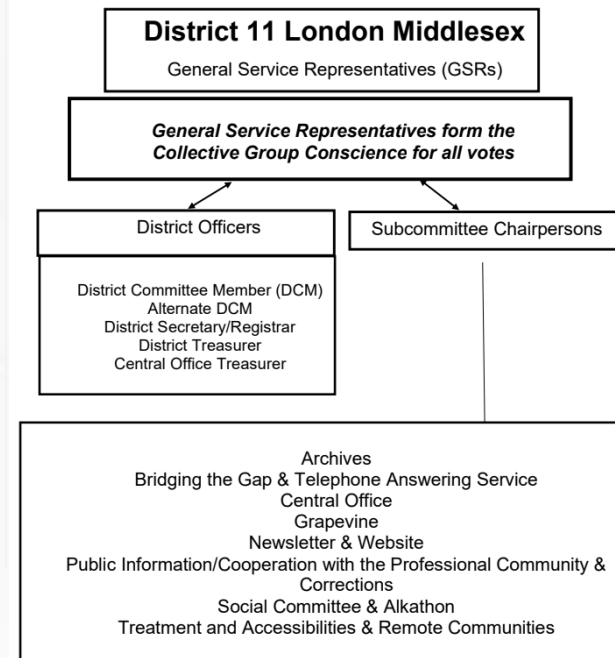 District 11 London Middlesex
General Service Representatives (GSRs)
General Service Representatives form the
Collective Group Conscience for all votes
District Officers
Subcommittee Chairpersons
District Committee Member (DCM)
Alternate DCM
District Secretary/Registrar
District Treasurer
Central Office Treasurer
Archives
Bridging the Gap & Telephone Answering Service
Central Office
Grapevine
Newsletter & Website
Public Information/Cooperation with the Professional Community &
Corrections
Social Committee & Alkathon
Treatment and Accessibilities & Remote Communities